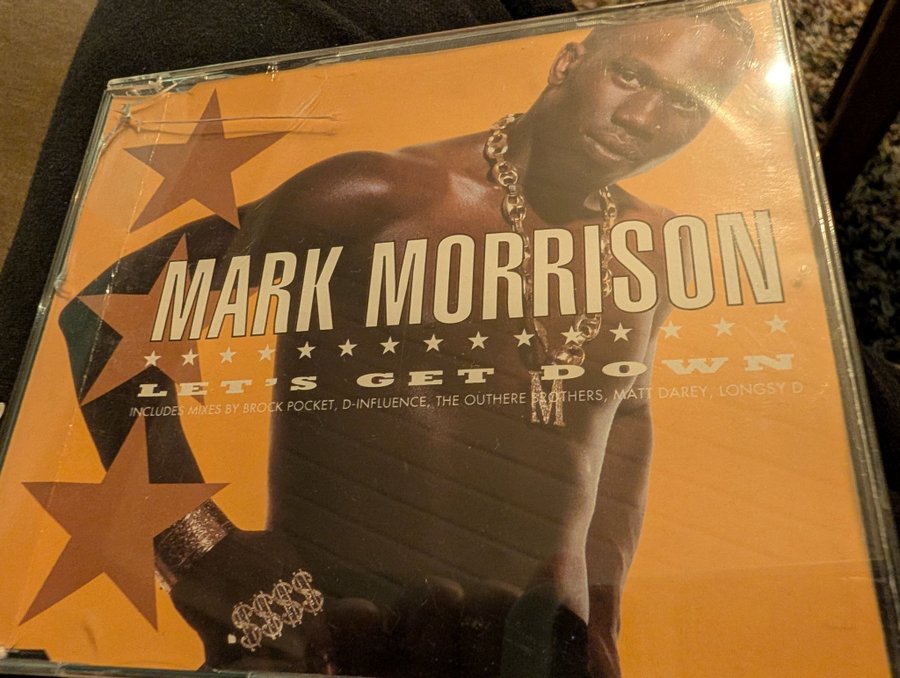 MARK MORRISON
LET'S GET DOWN
INCLUDES MIXES BY BROCK POCKET, D-INFLUENCE, THE OUTHERE BROTHERS, MATT DAREY, LONGSY D
M
$$$$